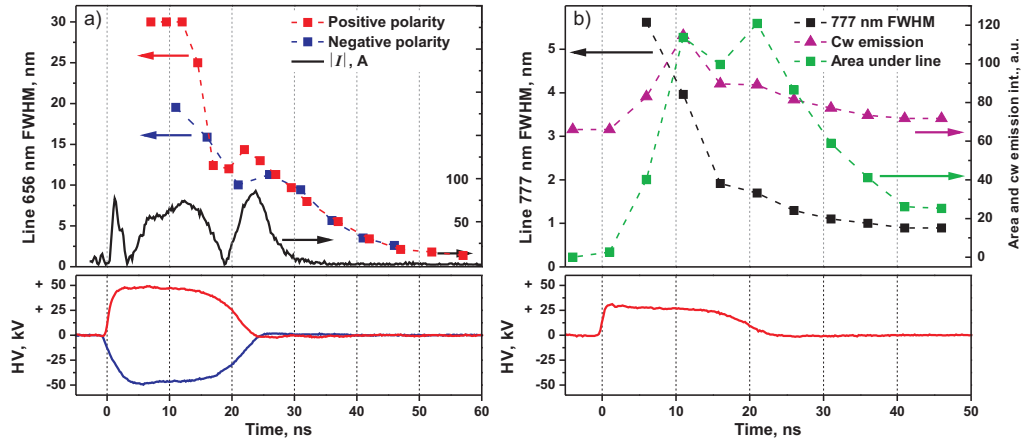 a)
Positive polarity
Negative polarity
|I|, A
Line 656 nm FWHM, nm
30
25
20
15
10
5
0
100
50
0
HV, kV
+ 50
+ 25
0
-25
-50
0 10 20 30 40 50 60
Time, ns
b)
777 nm FWHM
Cw emission
Area under line
Line 777 nm FWHM, nm
5
4
3
2
1
0
120
100
80
60
40
20
0
Area and cw emission int., a.u.
HV, kV
+ 50
+ 25
0
-25
-50
0 10 20 30 40 50
Time, ns